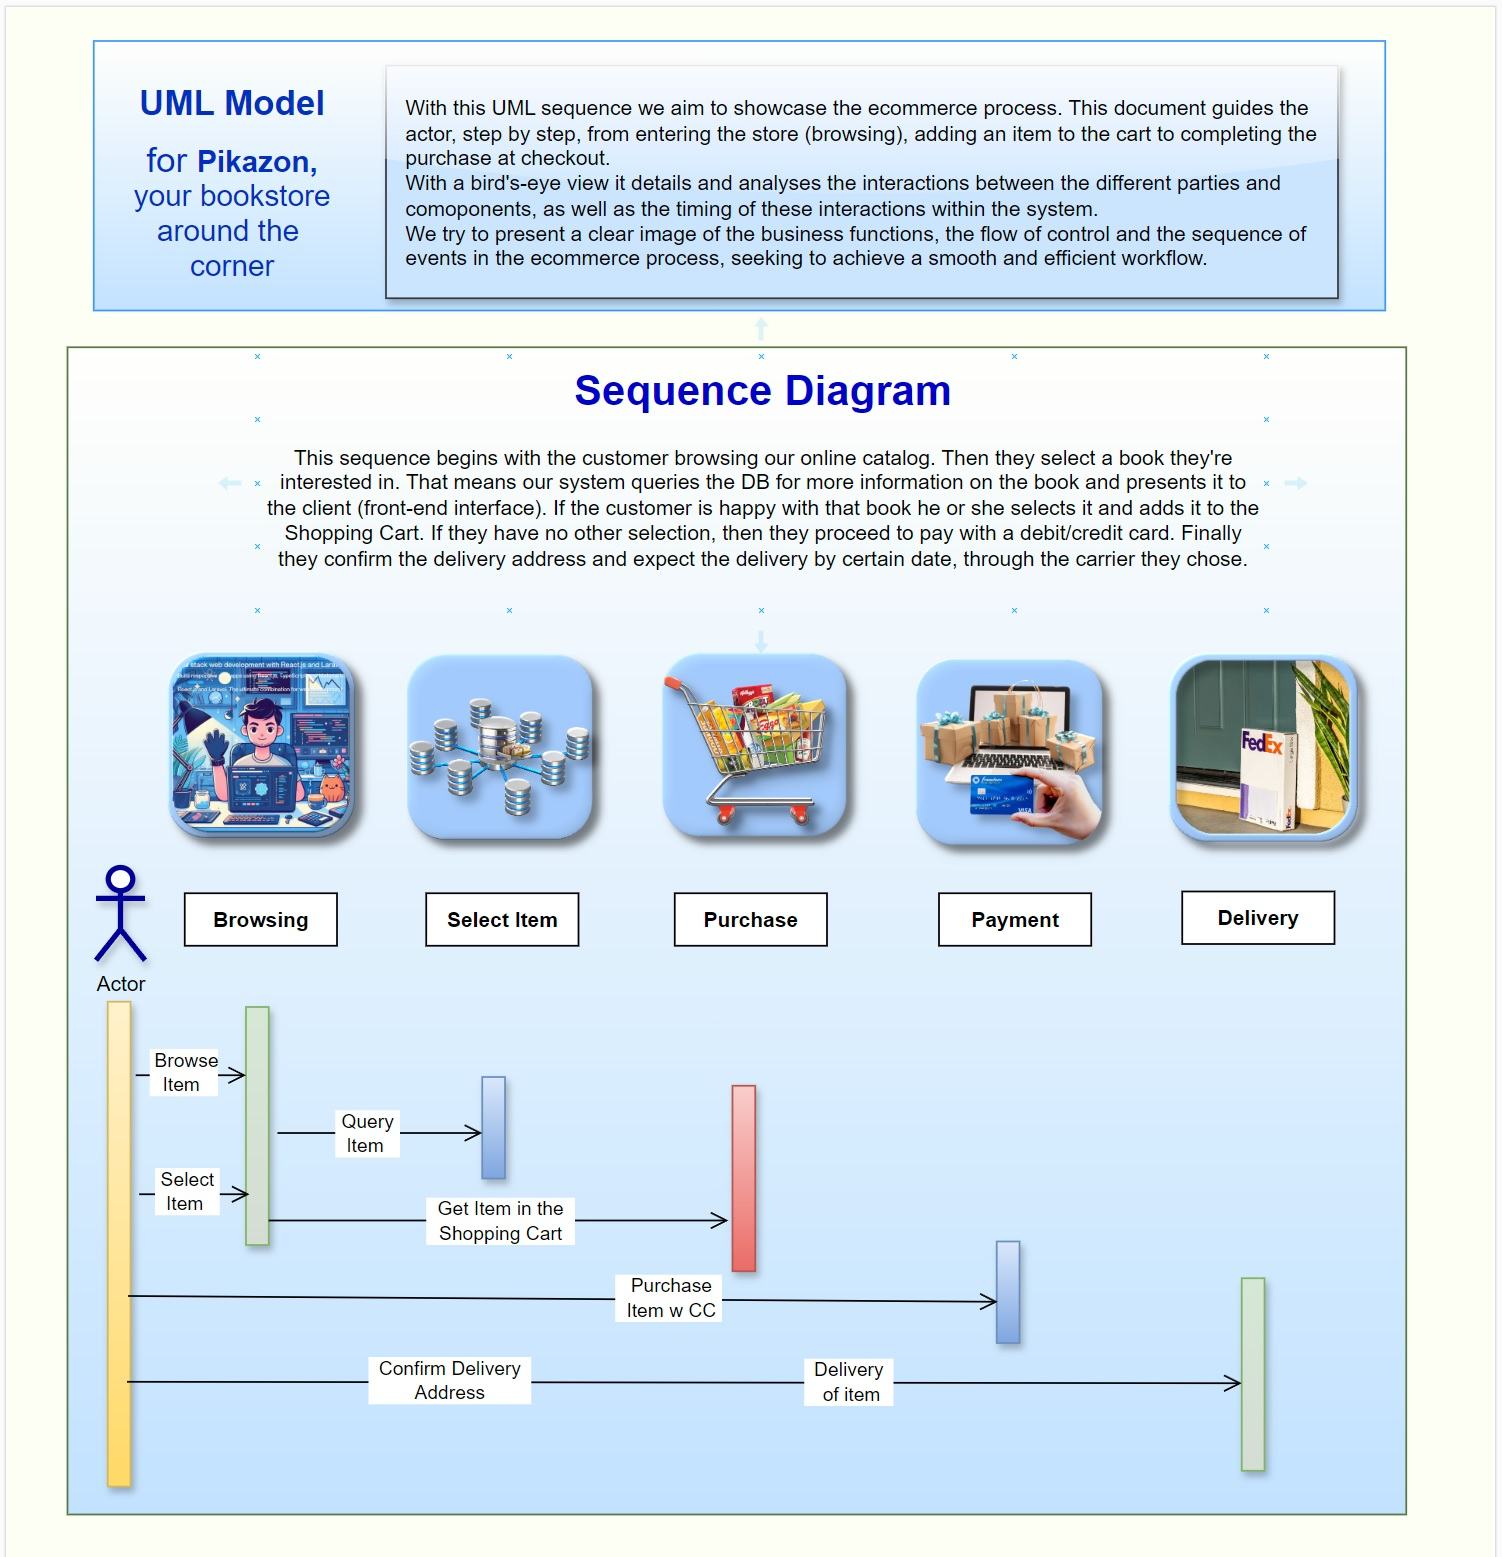 UML Model
for Pikazon,
your bookstore
around the
corner
With this UML sequence we aim to showcase the ecommerce process. This document guides the
actor, step by step, from entering the store (browsing), adding an item to the cart to completing the
purchase at checkout.
With a bird's-eye view it details and analyses the interactions between the different parties and
comoponents, as well as the timing of these interactions within the system.
We try to present a clear image of the business functions, the flow of control and the sequence of
events in the ecommerce process, seeking to achieve a smooth and efficient workflow.
Sequence Diagram
This sequence begins with the customer browsing our online catalog. Then they select a book they're
interested in. That means our system queries the DB for more information on the book and presents it to
the client (front-end interface). If the customer is happy with that book he or she selects it and adds it to the
Shopping Cart. If they have no other selection, then they proceed to pay with a debit/credit card. Finally
they confirm the delivery address and expect the delivery by certain date, through the carrier they chose.
stack web development with React.js and
FedEx
VISA
Browsing
Select Item
Purchase
Payment
Delivery
Actor
Browse
Item
Query
Item
Select
Item
Get Item in the
Shopping Cart
Purchase
Item w CC
Confirm Delivery
Address
Delivery
of item